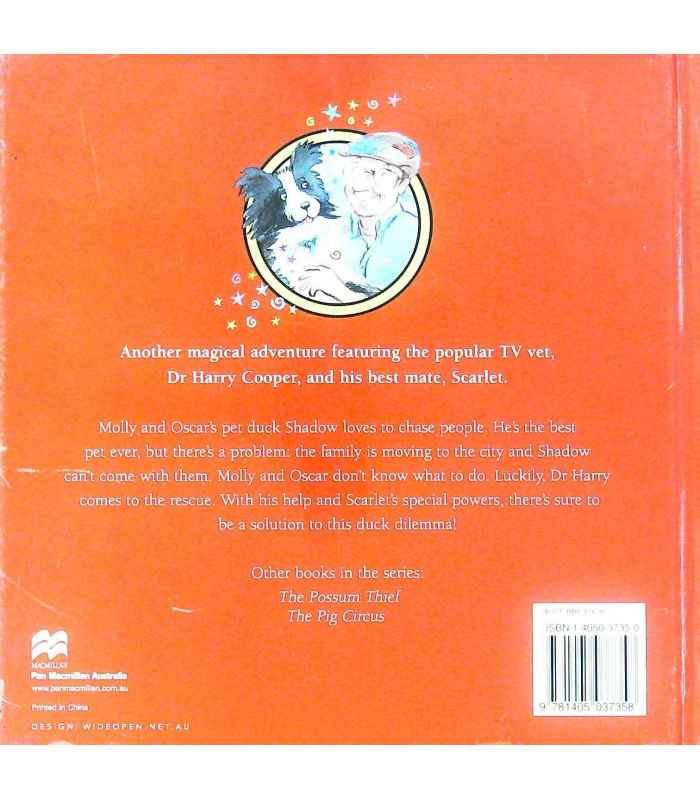 Another magical adventure featuring the popular TV vet,
Dr Harry Cooper, and his best mate, Scarlet.
Molly and Oscar's pet duck Shadow loves to chase people. He's the best
pet ever, but there's a problem: the family is moving to the city and Shadow
can't come with them. Molly and Oscar don't know what to do. Luckily, Dr Harry
comes to the rescue. With his help and Scarlet's special powers, there's sure to
be a solution to this duck dilemma!
Other books in the series:
The Possum Thief
The Pig Circus
MACMILLAN
Pan Macmillan Australia
www.panmacmillan.com.au
Printed in China
DESIGN: WIDEOPEN.NET.AU
ISBN-1 4050-3735-0
9 781405 037358